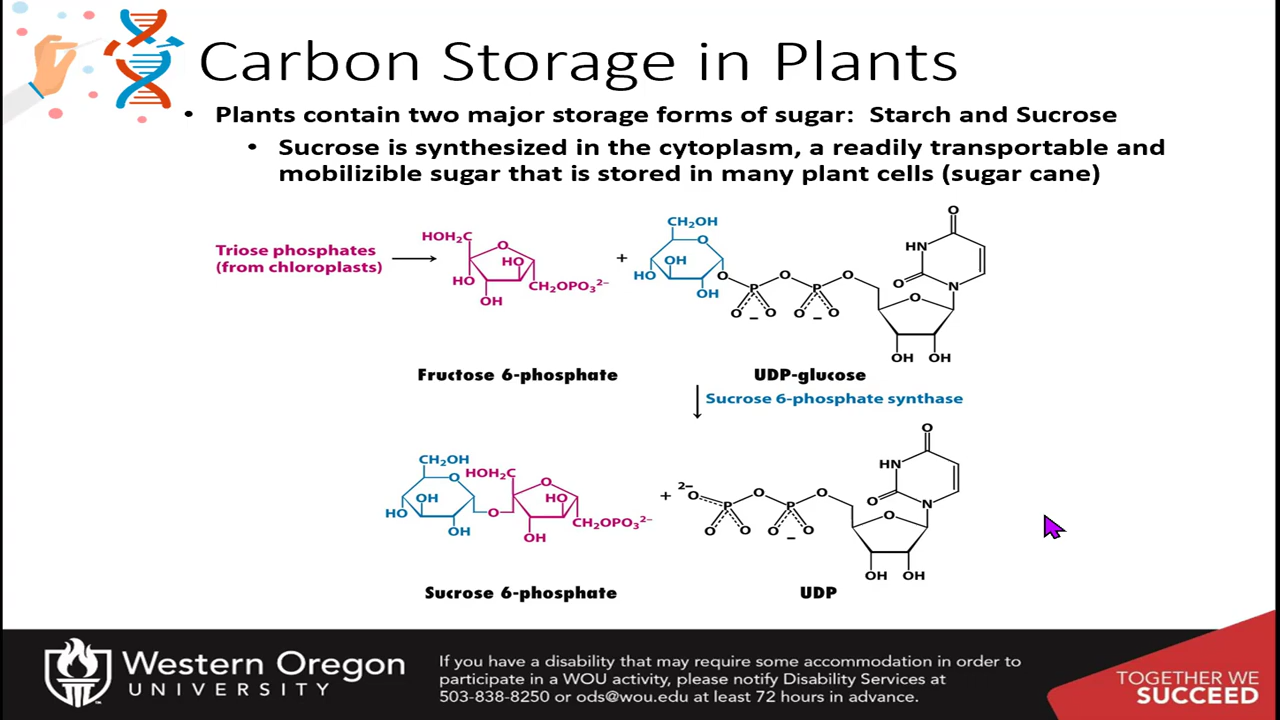 Carbon Storage in Plants
• Plants contain two major storage forms of sugar: Starch and Sucrose
• Sucrose is synthesized in the cytoplasm, a readily transportable and
mobilizible sugar that is stored in many plant cells (sugar cane)
Triose phosphates
(from chloroplasts)
HOH₂C
O
HO
HO
OH
CH₂OPO₃²⁻
+
CH₂OH
O
OH
HO
OH
O
P
O
P
O
O
O
−
O
O
−
O
HN
O
N
O
OH
OH
Fructose 6-phosphate
UDP-glucose
Sucrose 6-phosphate synthase
CH₂OH
O
OH
HO
OH
O
HOH₂C
O
HO
OH
CH₂OPO₃²⁻
+
2−
O
P
O
P
O
O
O
O
O
−
O
HN
O
N
O
OH
OH
Sucrose 6-phosphate
UDP
Western Oregon
UNIVERSITY
If you have a disability that may require some accommodation in order to
participate in a WOU activity, please notify Disability Services at
503-838-8250 or ods@wou.edu at least 72 hours in advance.
TOGETHER WE
SUCCEED